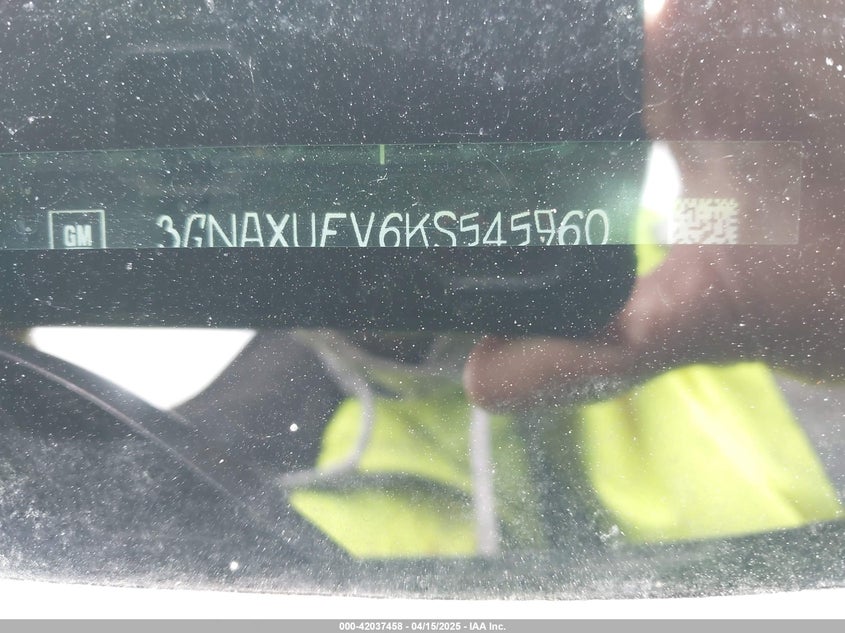 GM 3GNAXUEV6KS545960
000-42037458 - 04/15/2025 - IAA Inc.